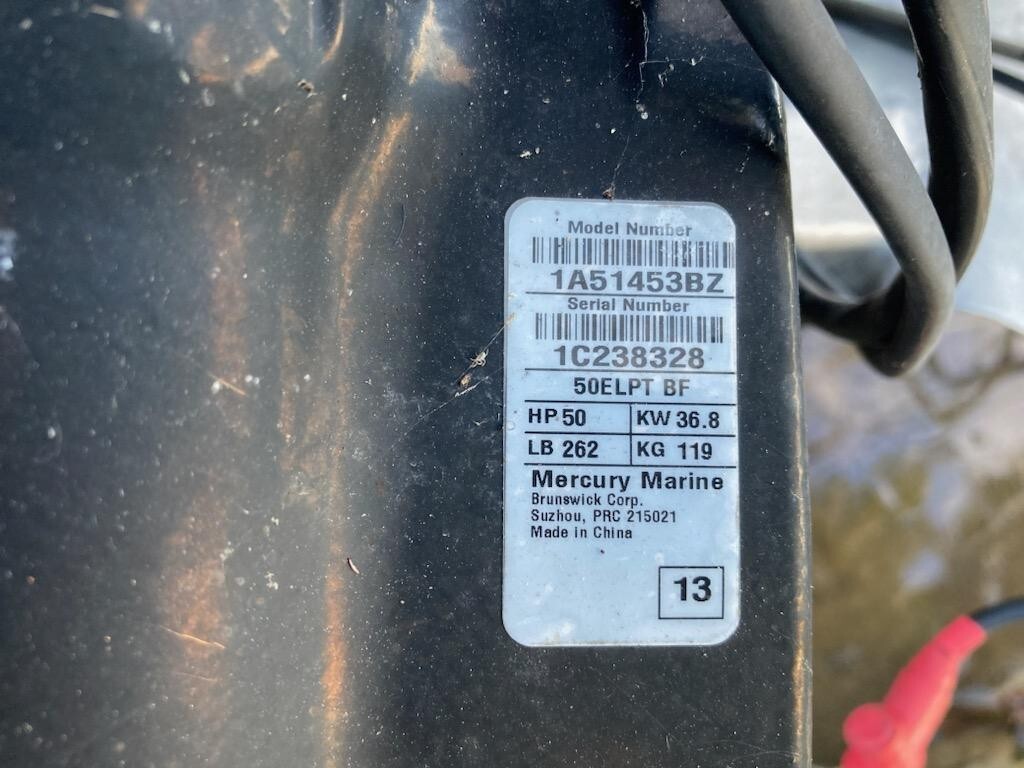 Model Number
1A51453BZ
Serial Number
1C238328
50ELPT BF
HP 50 KW 36.8
LB 262 KG 119
Mercury Marine
Brunswick Corp.
Suzhou, PRC 215021
Made in China
13